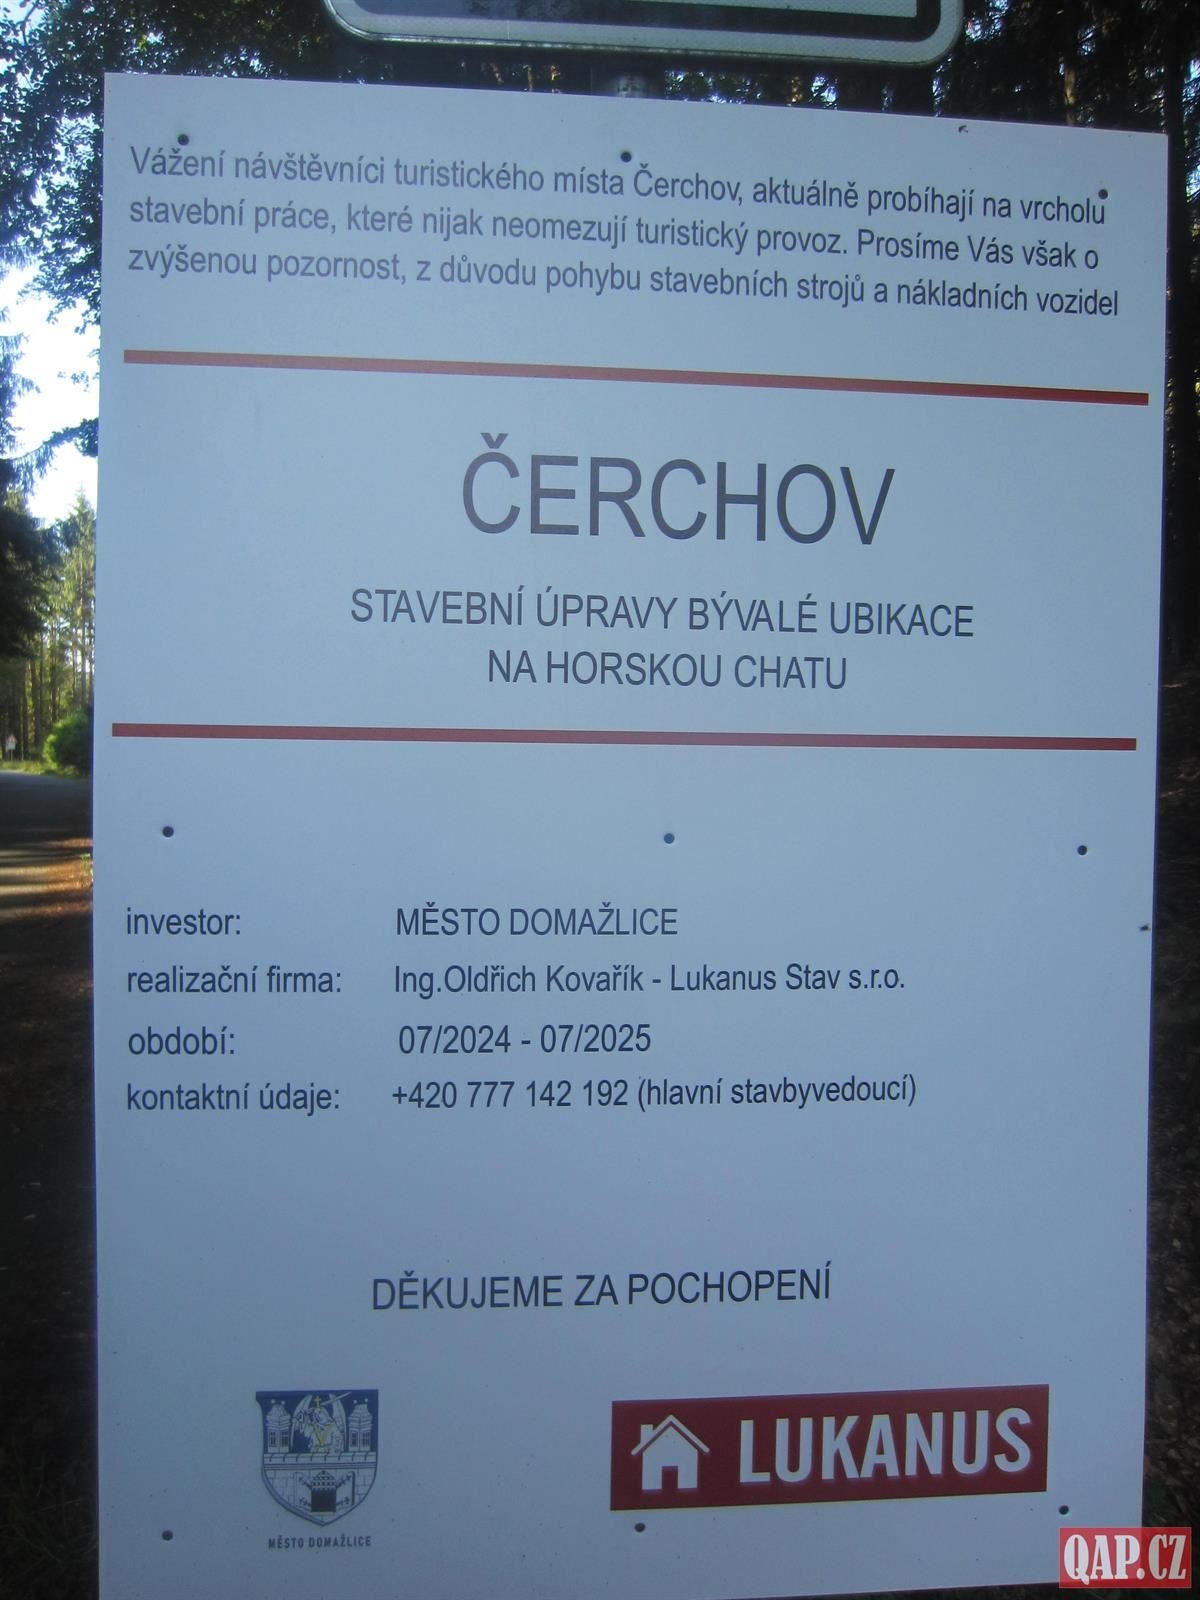 Vážení návštěvníci turistického místa Čerchov, aktuálně probíhají na vrcholu
stavební práce, které nijak neomezují turistický provoz. Prosíme Vás však o
zvýšenou pozornost, z důvodu pohybu stavebních strojů a nákladních vozidel
ČERCHOV
STAVEBNÍ ÚPRAVY BÝVALÉ UBIKACE
NA HORSKOU CHATU
investor: MĚSTO DOMAŽLICE
realizační firma: Ing.Oldřich Kovařík - Lukanus Stav s.r.o.
období: 07/2024 - 07/2025
kontaktní údaje: +420 777 142 192 (hlavní stavbyvedoucí)
DĚKUJEME ZA POCHOPENÍ
MĚSTO DOMAŽLICE
LUKANUS
QAP.CZ